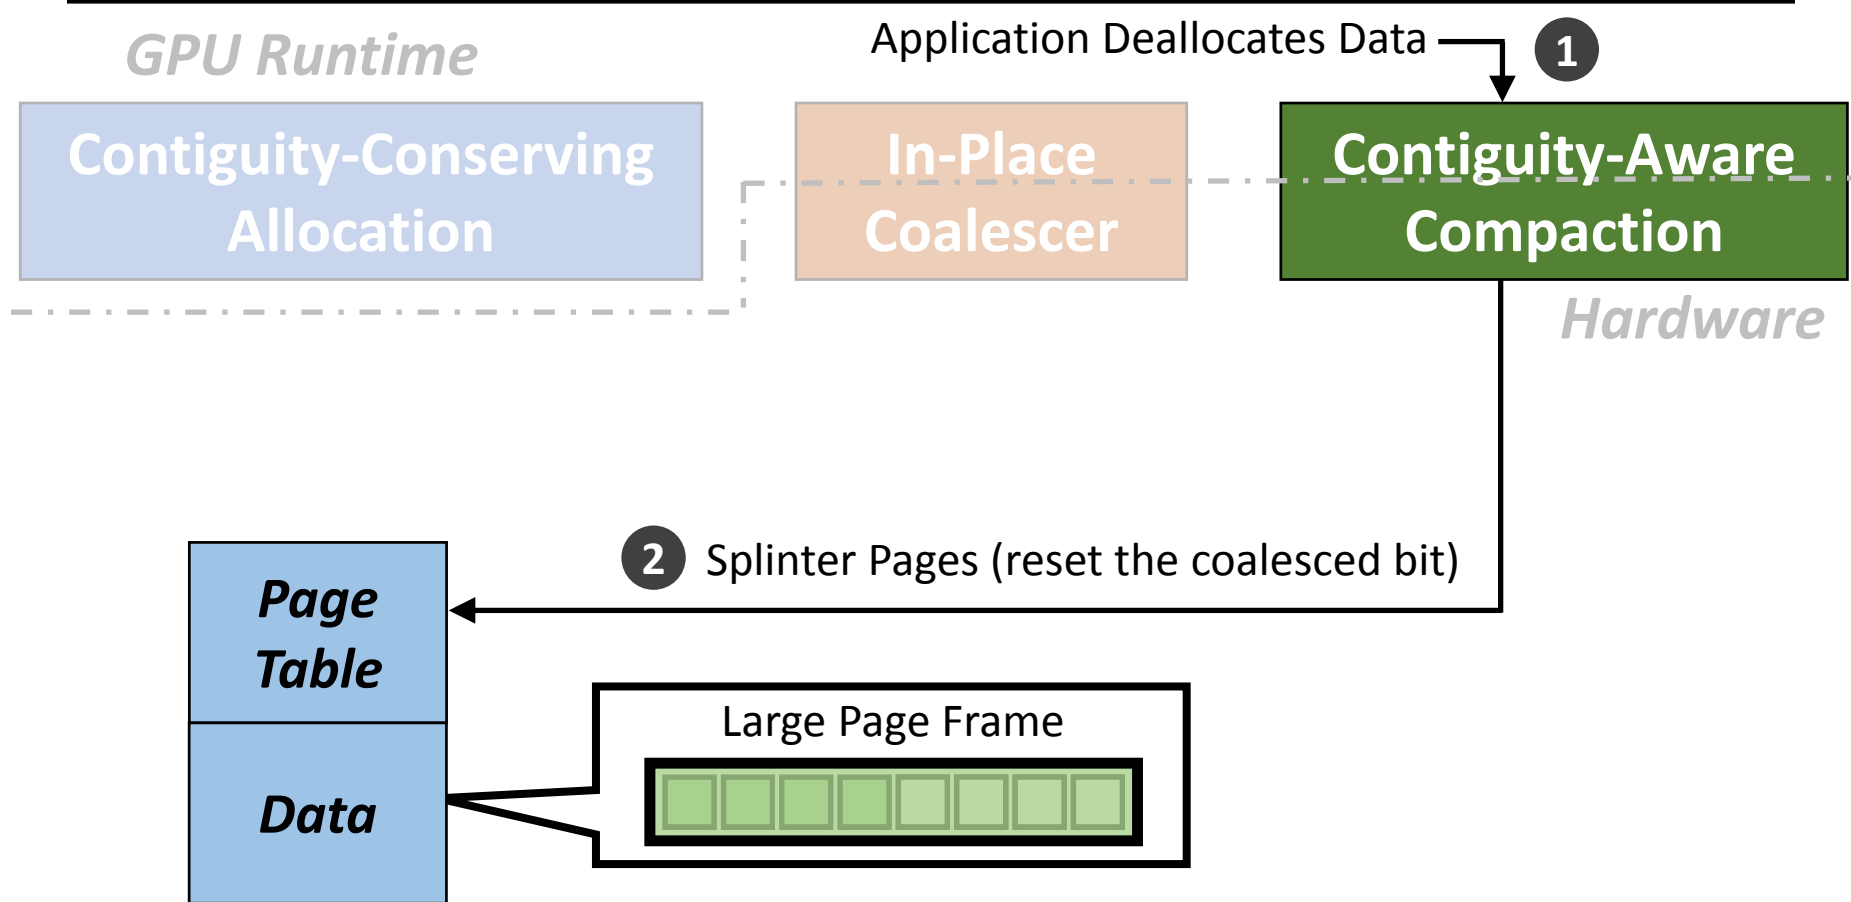 GPU Runtime
Application Deallocates Data
1
Contiguity-Conserving
Allocation
In-Place
Coalescer
Contiguity-Aware
Compaction
Hardware
2 Splinter Pages (reset the coalesced bit)
Page
Table
Large Page Frame
Data